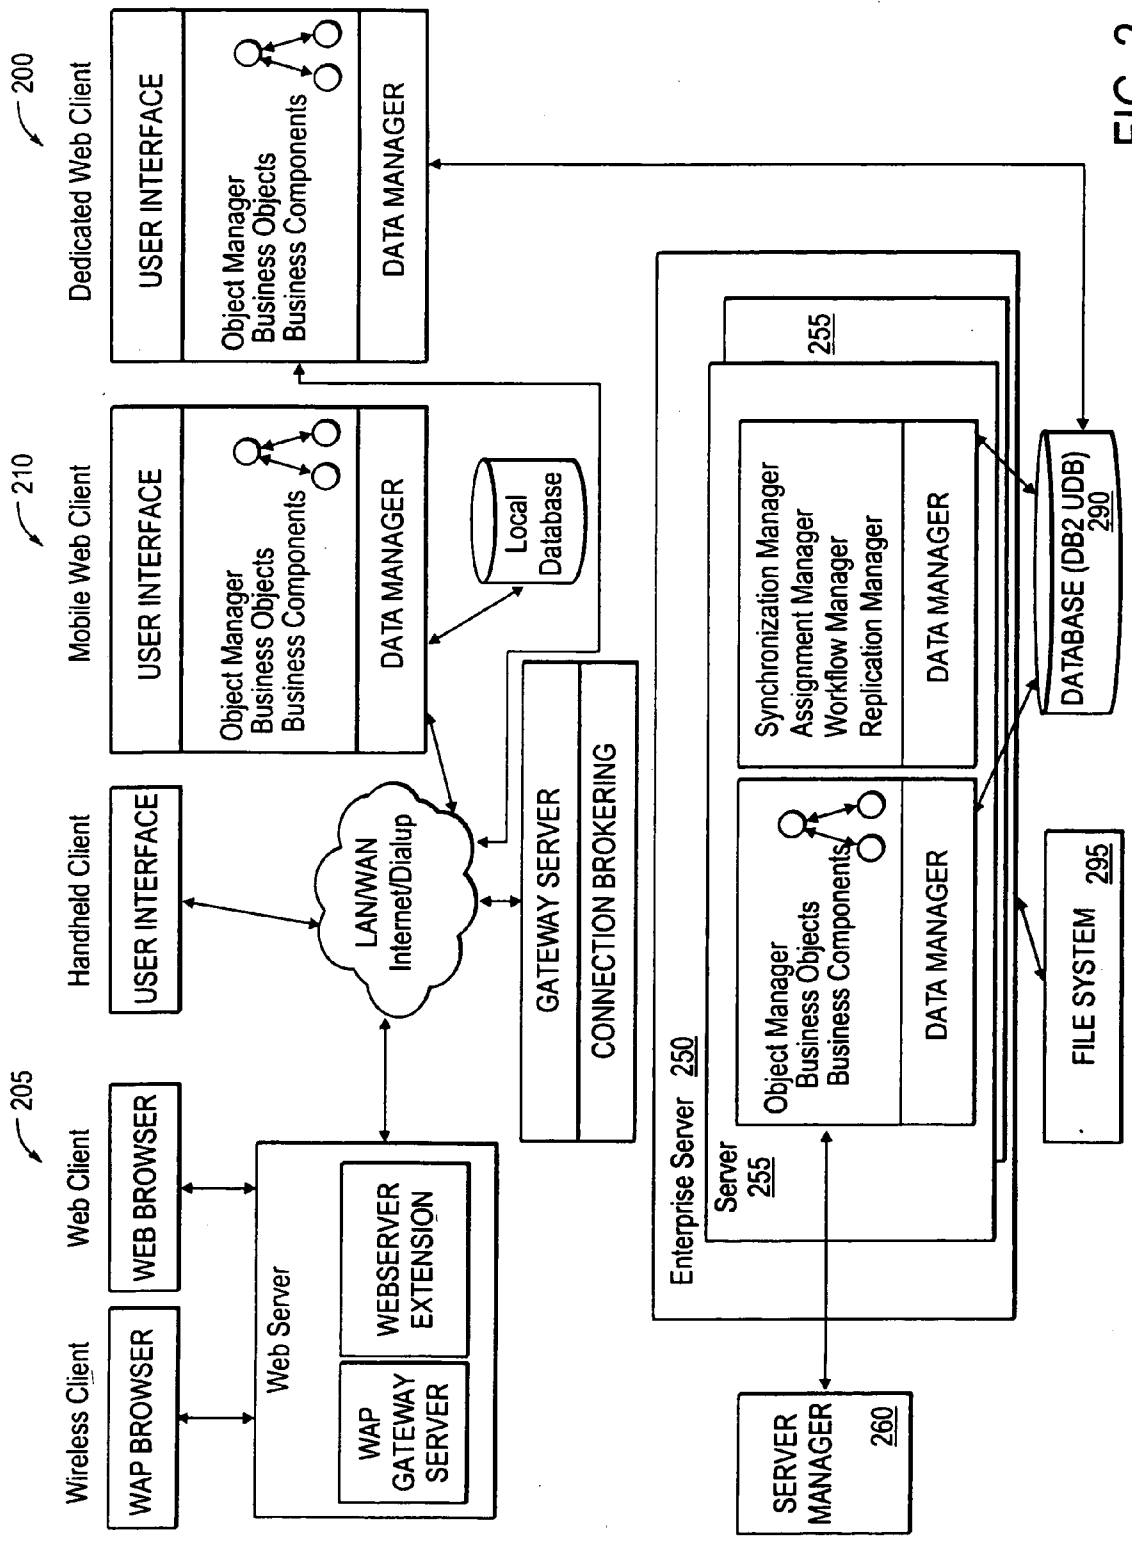 200
Dedicated Web Client
USER INTERFACE
Object Manager
Business Objects
Business Components
DATA MANAGER
210
Mobile Web Client
USER INTERFACE
Object Manager
Business Objects
Business Components
DATA MANAGER
Local
Database
Handheld Client
USER INTERFACE
LAN/WAN
Internet/Dialup
GATEWAY SERVER
CONNECTION BROKERING
205
Web Client
WEB BROWSER
Wireless Client
WAP BROWSER
Web Server
WEBSERVER
EXTENSION
WAP
GATEWAY
SERVER
Enterprise Server 250
Server
255
255
Object Manager
Business Objects
Business Components
DATA MANAGER
Synchronization Manager
Assignment Manager
Workflow Manager
Replication Manager
DATA MANAGER
SERVER
MANAGER
260
FILE SYSTEM
295
DATABASE (DB2 UDB)
290
FIG. 2